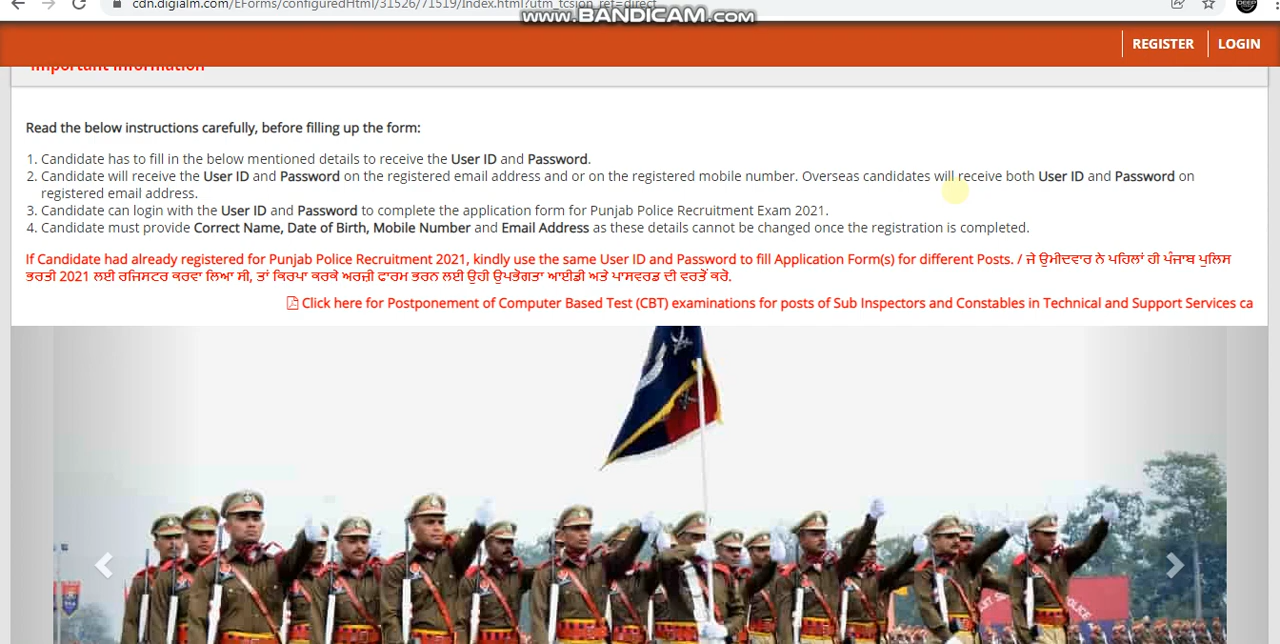 cdn.digialm.com/EForms/configuredHtml/31526/71519/Index.html?utm_tcsion_ret=direct
www.BANDICAM.com
REGISTER LOGIN
Important Information
Read the below instructions carefully, before filling up the form:
1. Candidate has to fill in the below mentioned details to receive the User ID and Password.
2. Candidate will receive the User ID and Password on the registered email address and or on the registered mobile number. Overseas candidates will receive both User ID and Password on
registered email address.
3. Candidate can login with the User ID and Password to complete the application form for Punjab Police Recruitment Exam 2021.
4. Candidate must provide Correct Name, Date of Birth, Mobile Number and Email Address as these details cannot be changed once the registration is completed.
If Candidate had already registered for Punjab Police Recruitment 2021, kindly use the same User ID and Password to fill Application Form(s) for different Posts. / ਜੇ ਉਮੀਦਵਾਰ ਨੇ ਪਹਿਲਾਂ ਹੀ ਪੰਜਾਬ ਪੁਲਿਸ
ਭਰਤੀ 2021 ਲਈ ਰਜਿਸਟਰ ਕਰਵਾ ਲਿਆ ਸੀ, ਤਾਂ ਕਿਰਪਾ ਕਰਕੇ ਅਰਜ਼ੀ ਫਾਰਮ ਭਰਨ ਲਈ ਉਹੀ ਉਪਭੋਗਤਾ ਆਈਡੀ ਅਤੇ ਪਾਸਵਰਡ ਦੀ ਵਰਤੋਂ ਕਰੋ.
Click here for Postponement of Computer Based Test (CBT) examinations for posts of Sub Inspectors and Constables in Technical and Support Services ca